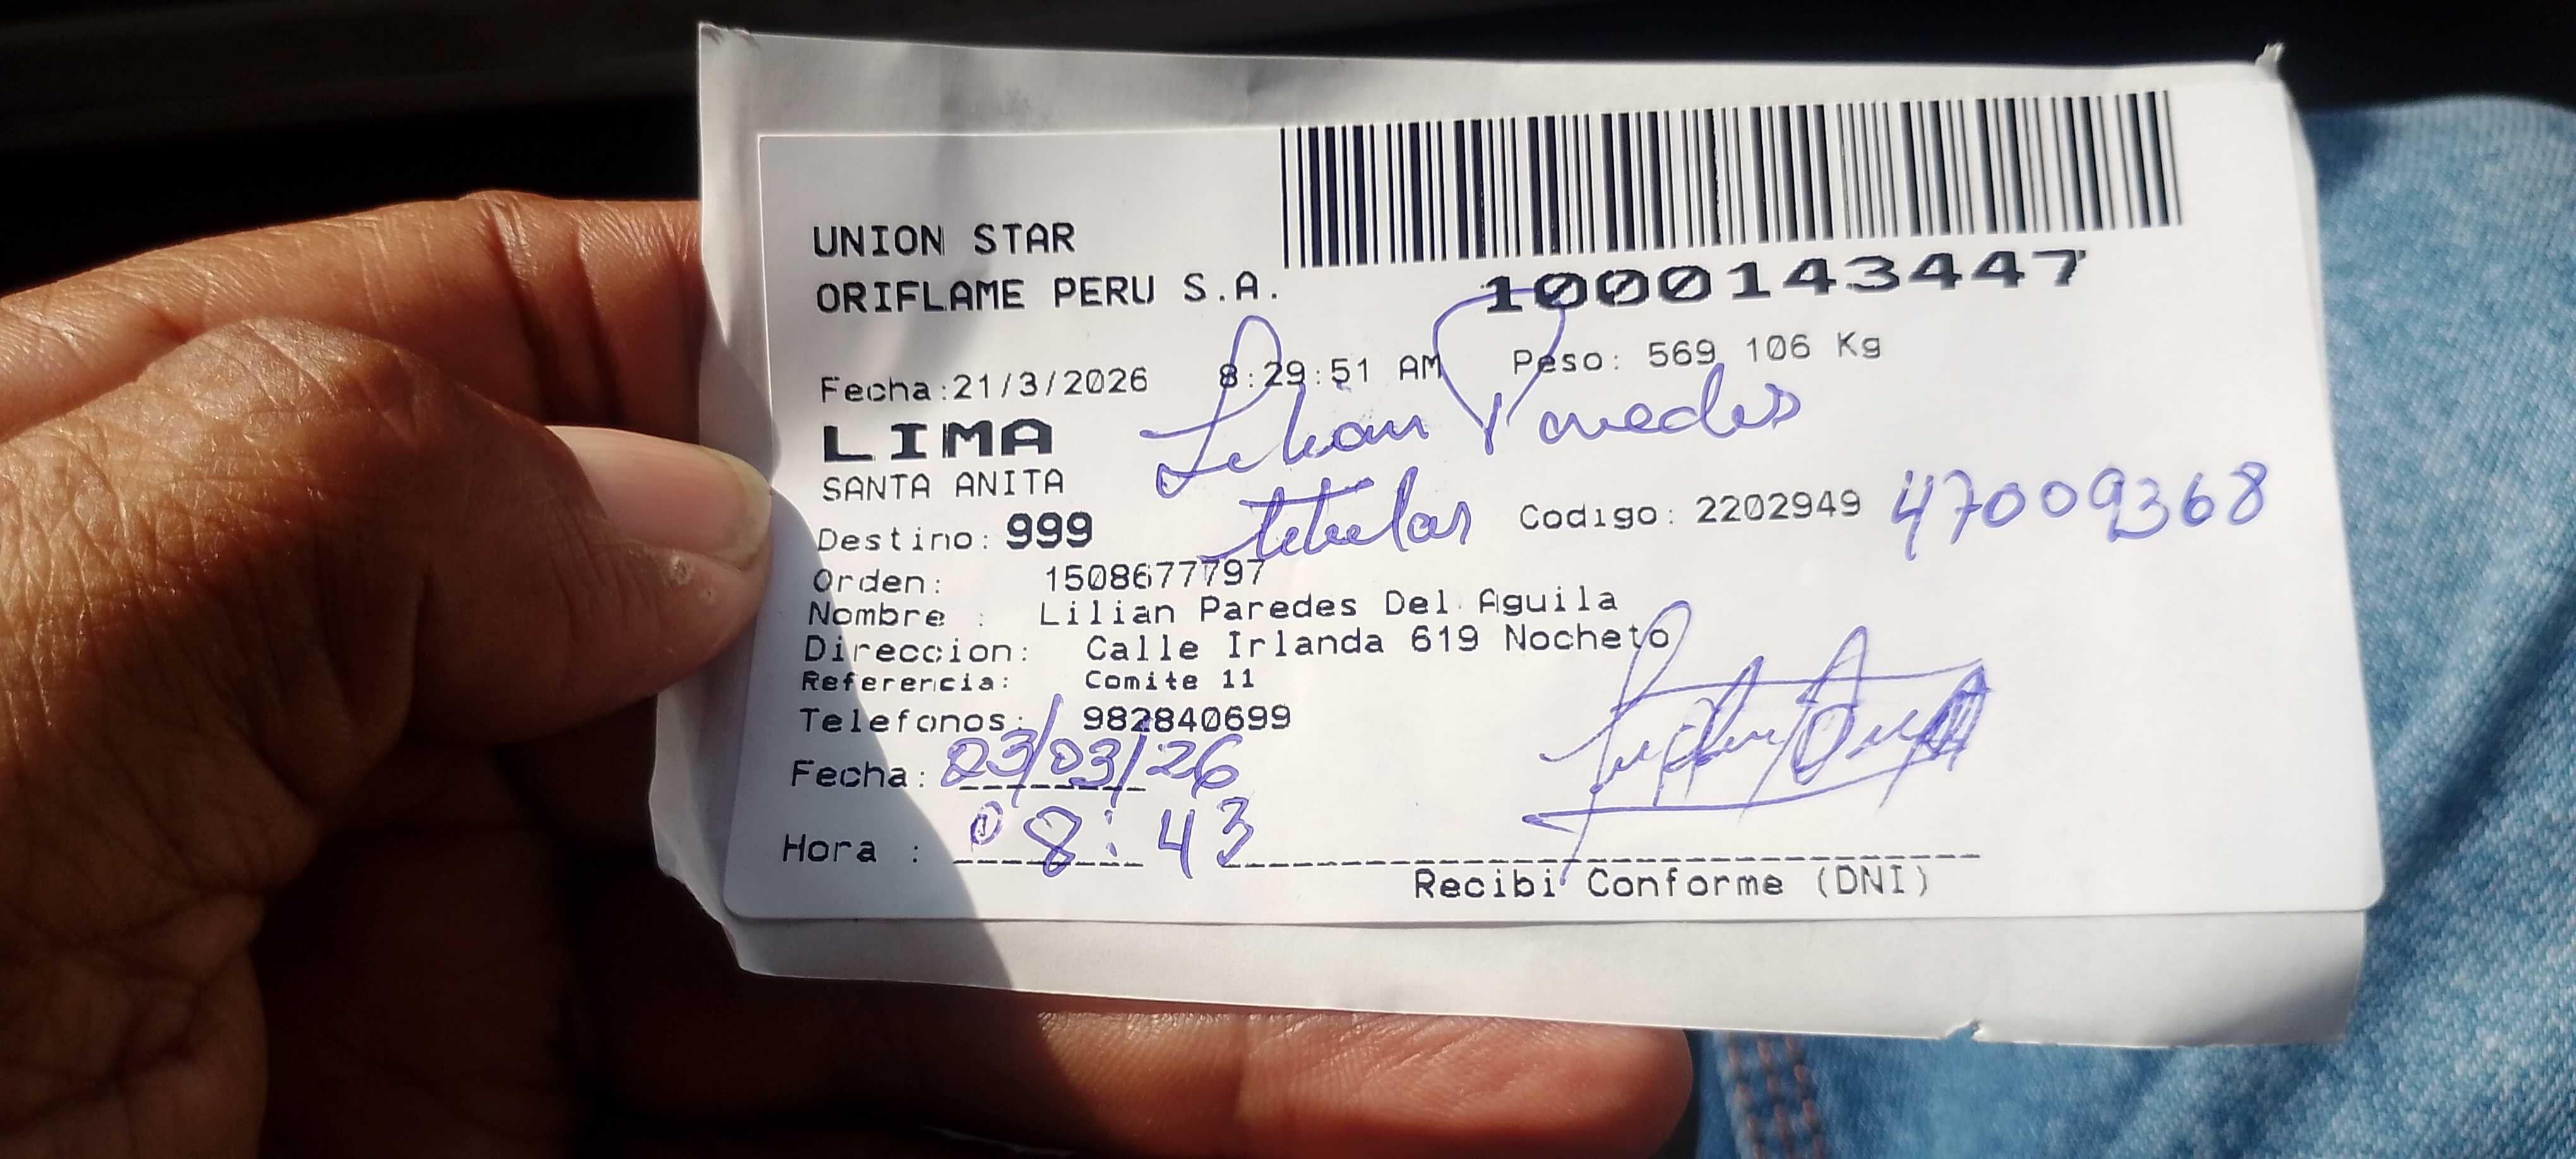 UNION STAR
ORIFLAME PERU S.A.
1000143447
Fecha:21/3/2026 8:29:51 AM Peso: 569 106 Kg
LIMA
Lilian Paredes
SANTA ANITA
titular
Destino: 999 Codigo: 2202949 47009368
Orden: 1508677797
Nombre : Lilian Paredes Del Aguila
Direccion: Calle Irlanda 619 Nocheto
Referencia: Comite 11
Telefonos: 982840699
Fecha: 23/03/26
Hora : 08:43
Recibi Conforme (DNI)